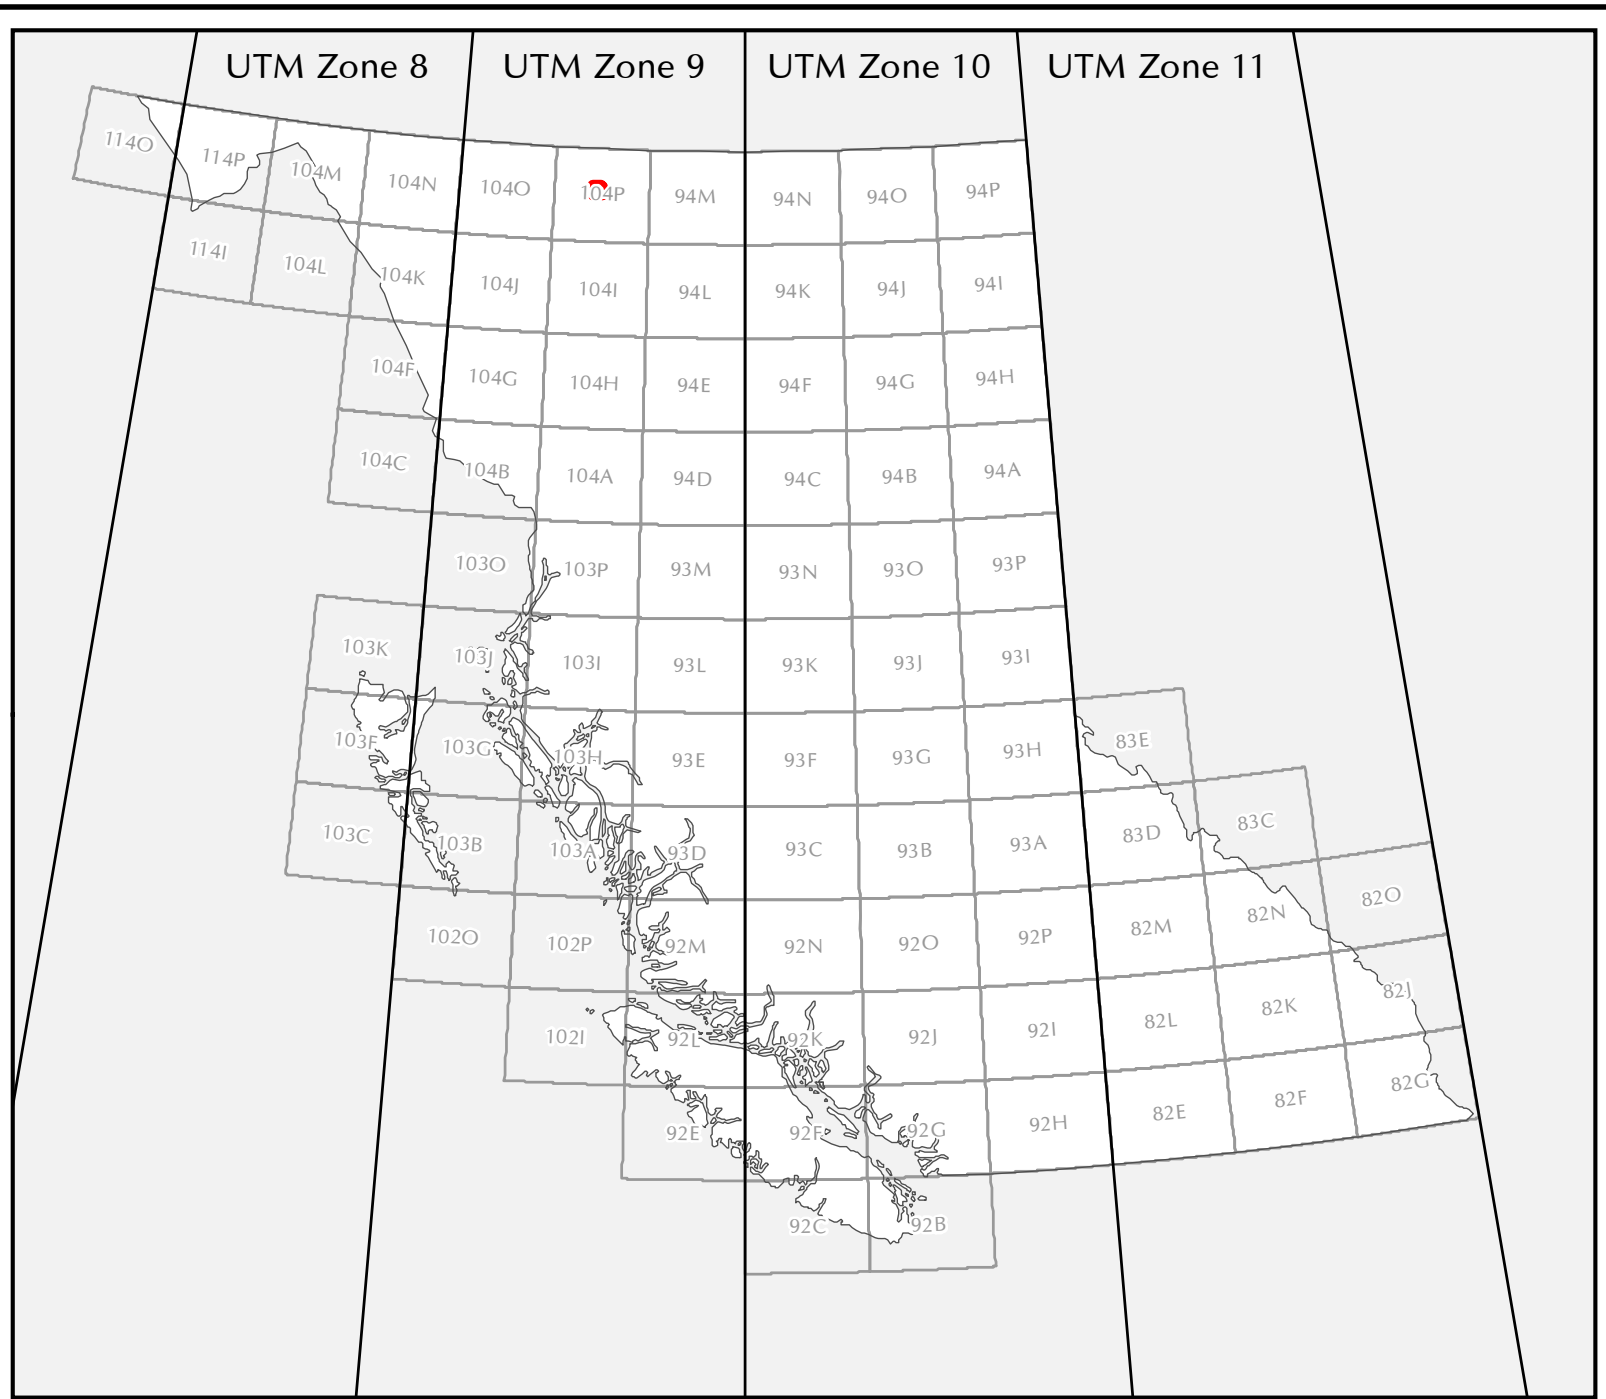 UTM Zone 8 UTM Zone 9 UTM Zone 10 UTM Zone 11
114O 114P 104M 104N 104O 104P 94M 94N 94O 94P
114I 104L 104K 104J 104I 94L 94K 94J 94I
104F 104G 104H 94E 94F 94G 94H
104C 104B 104A 94D 94C 94B 94A
103O 103P 93M 93N 93O 93P
103K 103J 103I 93L 93K 93J 93I
103F 103G 103H 93E 93F 93G 93H 83E
103C 103B 103A 93D 93C 93B 93A 83D 83C
102O 102P 92M 92N 92O 92P 82M 82N 82O
102I 92L 92K 92J 92I 82L 82K 82J
92E 92F 92G 92H 82E 82F 82G
92C 92B